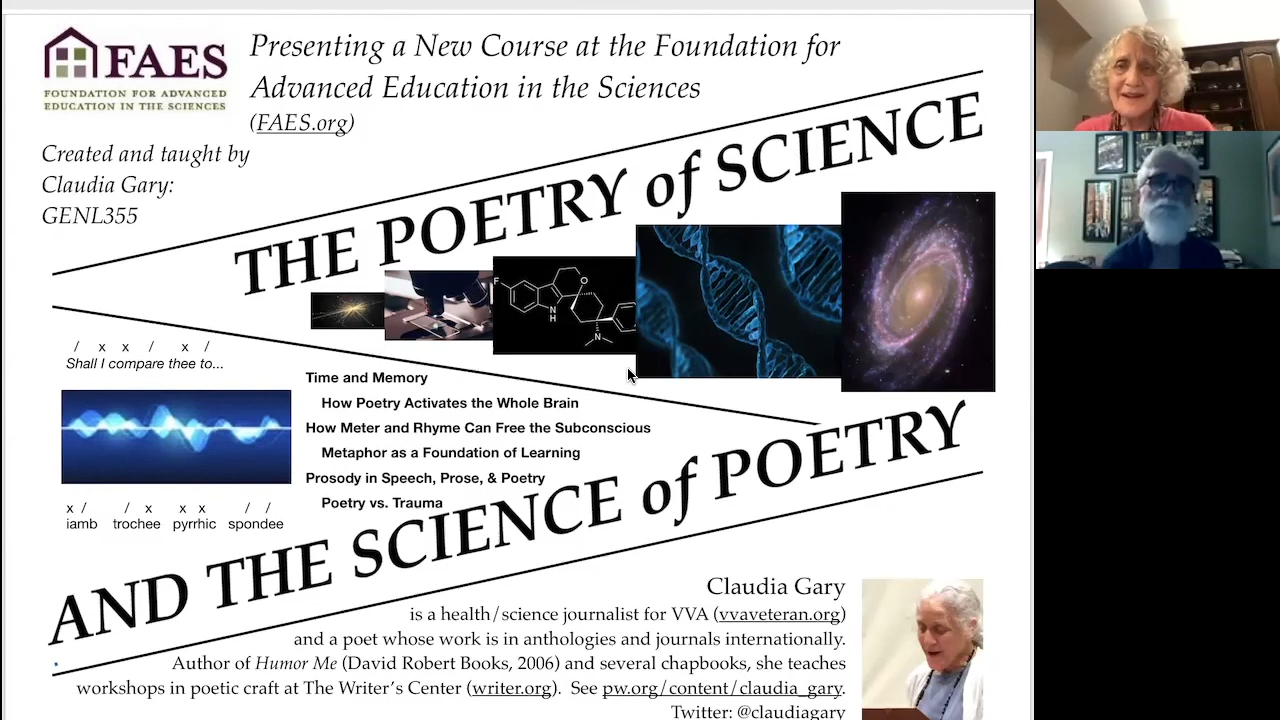 FAES
FOUNDATION FOR ADVANCED
EDUCATION IN THE SCIENCES
Presenting a New Course at the Foundation for
Advanced Education in the Sciences
(FAES.org)
Created and taught by
Claudia Gary:
GENL355
THE POETRY of SCIENCE
F
O
N
H
N
/ x x / x /
Shall I compare thee to...
Time and Memory
How Poetry Activates the Whole Brain
How Meter and Rhyme Can Free the Subconscious
Metaphor as a Foundation of Learning
Prosody in Speech, Prose, & Poetry
Poetry vs. Trauma
x / / x x x / /
iamb trochee pyrrhic spondee
AND THE SCIENCE of POETRY
Claudia Gary
is a health/science journalist for VVA (vvaveteran.org)
and a poet whose work is in anthologies and journals internationally.
Author of Humor Me (David Robert Books, 2006) and several chapbooks, she teaches
workshops in poetic craft at The Writer's Center (writer.org). See pw.org/content/claudia_gary.
Twitter: @claudiagary